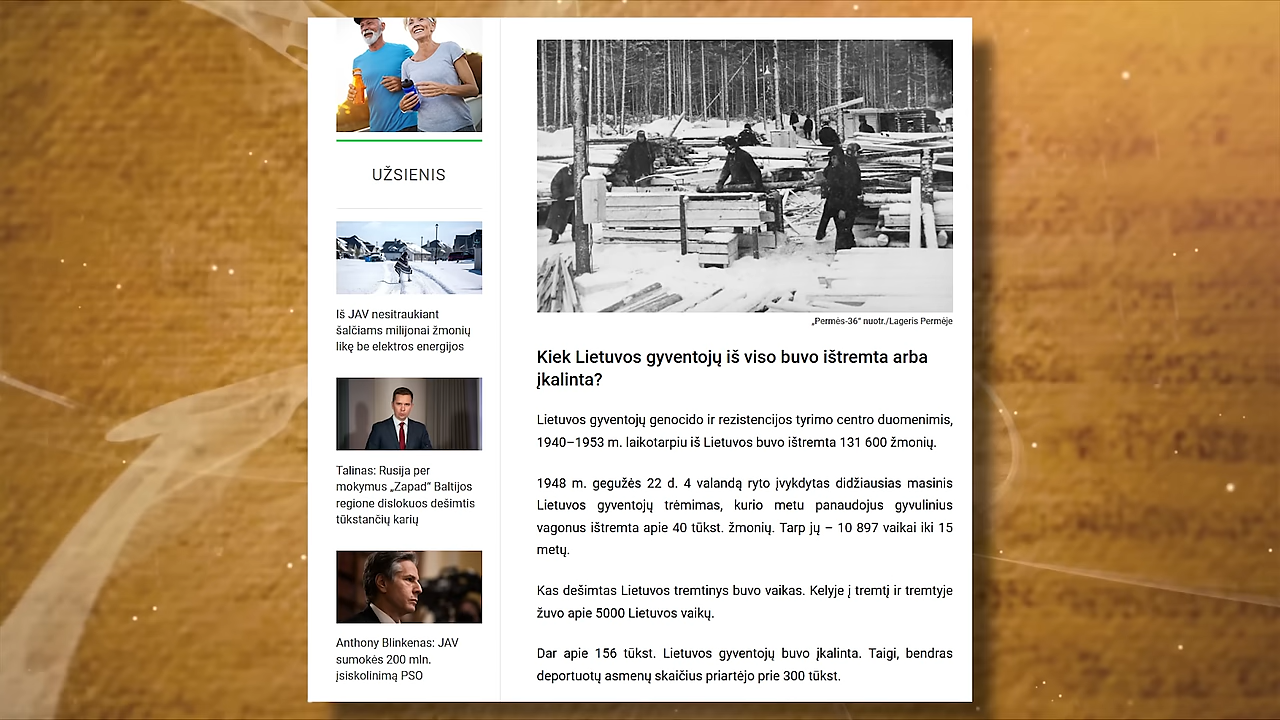 UŽSIENIS
Iš JAV nesitraukiant
šalčiams milijonai žmonių
likę be elektros energijos
Talinas: Rusija per
mokymus „Zapad“ Baltijos
regione dislokuos dešimtis
tūkstančių karių
Anthony Blinkenas: JAV
sumokės 200 mln.
įsiskolinimą PSO
„Permės-36“ nuotr./Lageris Permėje
Kiek Lietuvos gyventojų iš viso buvo ištremta arba
įkalinta?
Lietuvos gyventojų genocido ir rezistencijos tyrimo centro duomenimis,
1940–1953 m. laikotarpiu iš Lietuvos buvo ištremta 131 600 žmonių.
1948 m. gegužės 22 d. 4 valandą ryto įvykdytas didžiausias masinis
Lietuvos gyventojų trėmimas, kurio metu panaudojus gyvulinius
vagonus ištremta apie 40 tūkst. žmonių. Tarp jų – 10 897 vaikai iki 15
metų.
Kas dešimtas Lietuvos tremtinys buvo vaikas. Kelyje į tremtį ir tremtyje
žuvo apie 5000 Lietuvos vaikų.
Dar apie 156 tūkst. Lietuvos gyventojų buvo įkalinta. Taigi, bendras
deportuotų asmenų skaičius priartėjo prie 300 tūkst.